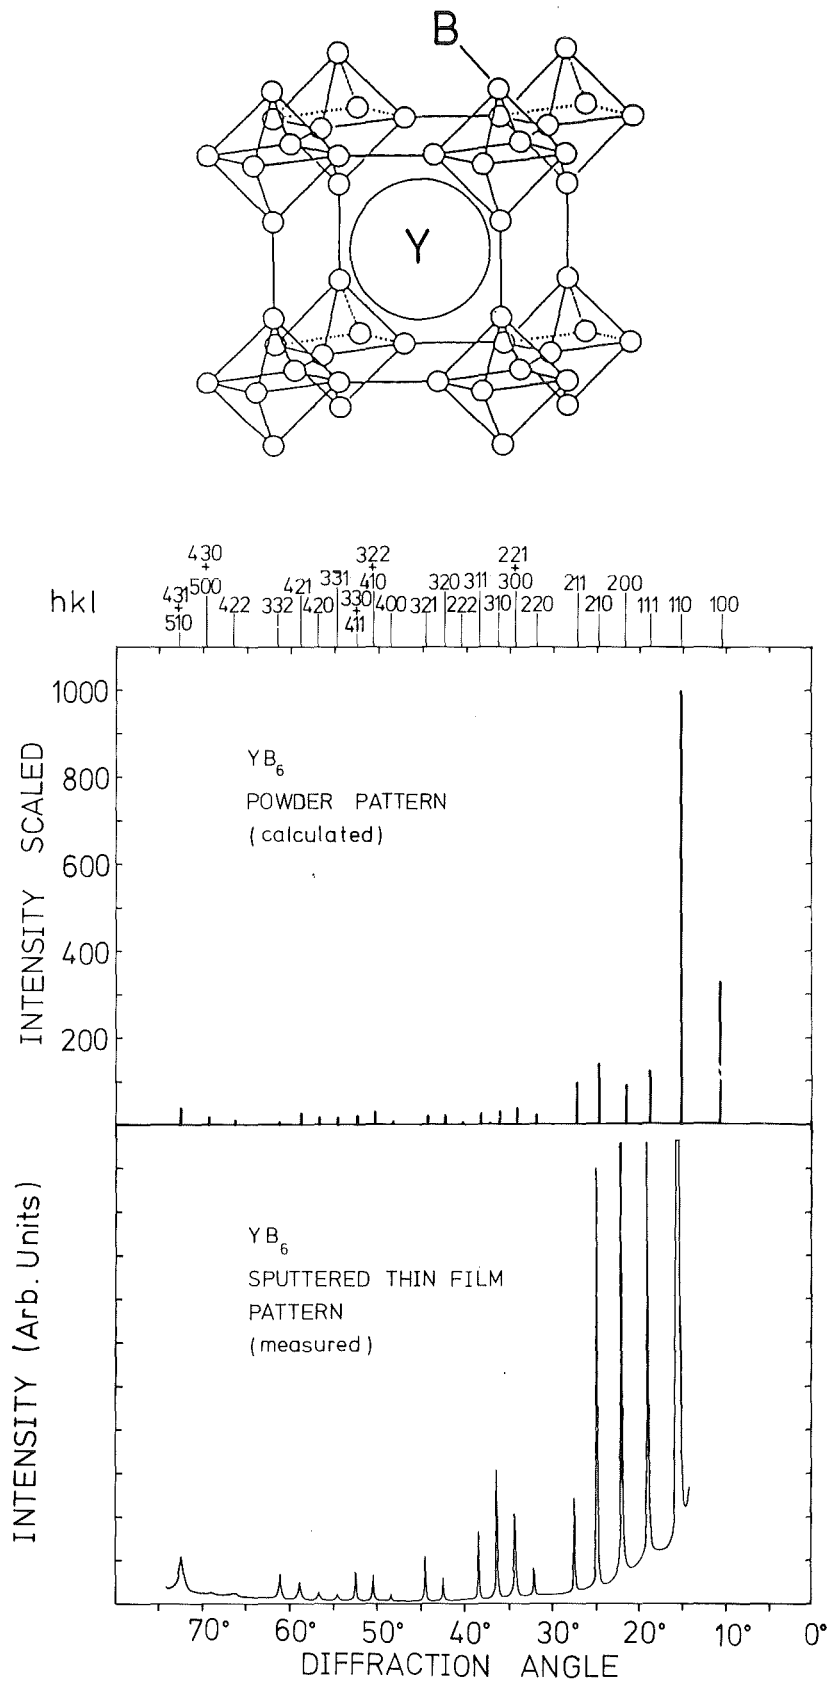 B
Y
430
+
500
322
+
410
221
+
300
hkl
431
+
510
422
332
421
420
331
330
+
411
400
321
320
222
311
310
220
211
210
200
111
110
100
1000
800
600
400
200
INTENSITY SCALED
YB6
POWDER PATTERN
(calculated)
INTENSITY (Arb. Units)
YB6
SPUTTERED THIN FILM
PATTERN
(measured)
70° 60° 50° 40° 30° 20° 10° 0°
DIFFRACTION ANGLE